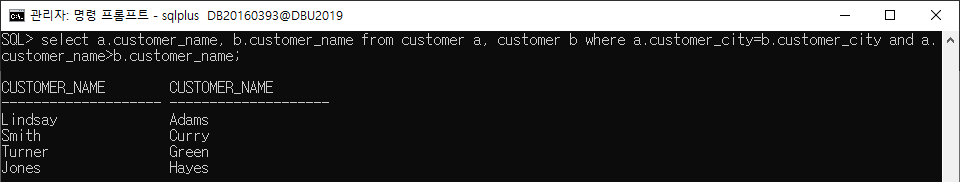 관리자: 명령 프롬프트 - sqlplus DB20160393@DBU2019
SQL> select a.customer_name, b.customer_name from customer a, customer b where a.customer_city=b.customer_city and a.
customer_name>b.customer_name;
CUSTOMER_NAME CUSTOMER_NAME
-------------------- --------------------
Lindsay Adams
Smith Curry
Turner Green
Jones Hayes